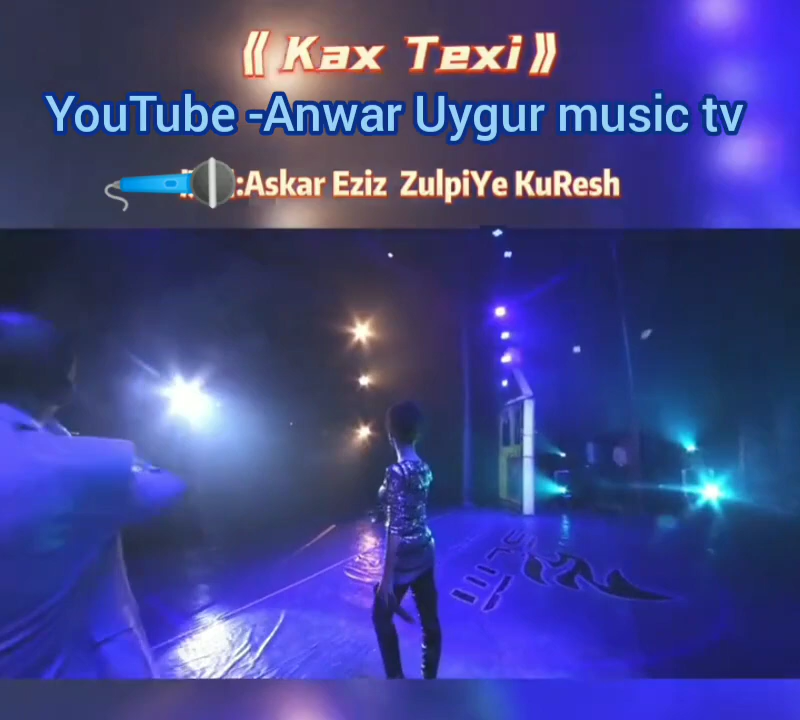 《Kax Texi》
YouTube -Anwar Uygur music tv
:Askar Eziz ZulpiYe KuResh